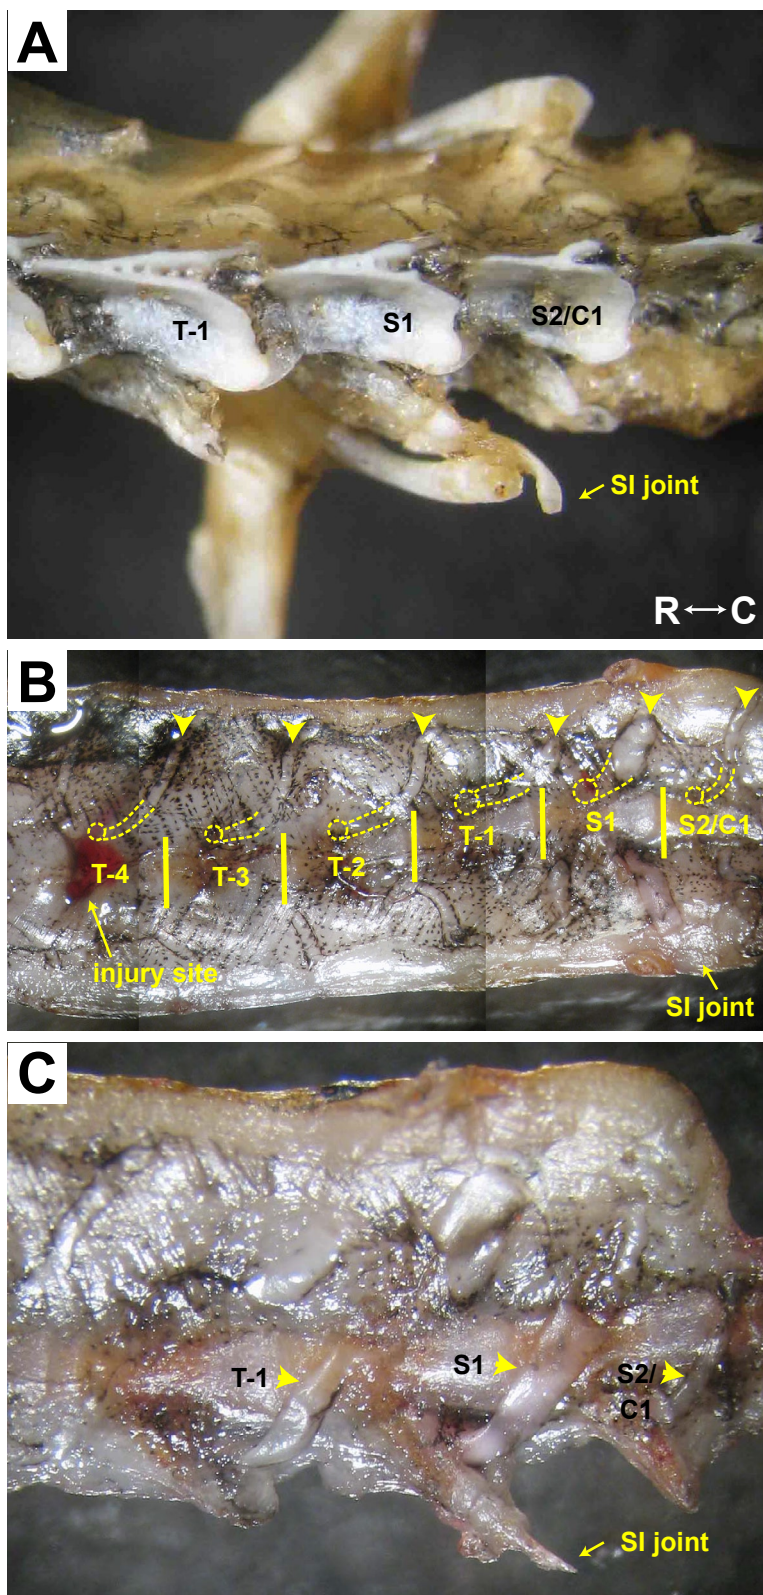 A
T-1
S1
S2/C1
SI joint
R↔C
B
T-4
T-3
T-2
T-1
S1
S2/C1
injury site
SI joint
C
T-1
S1
S2/
C1
SI joint